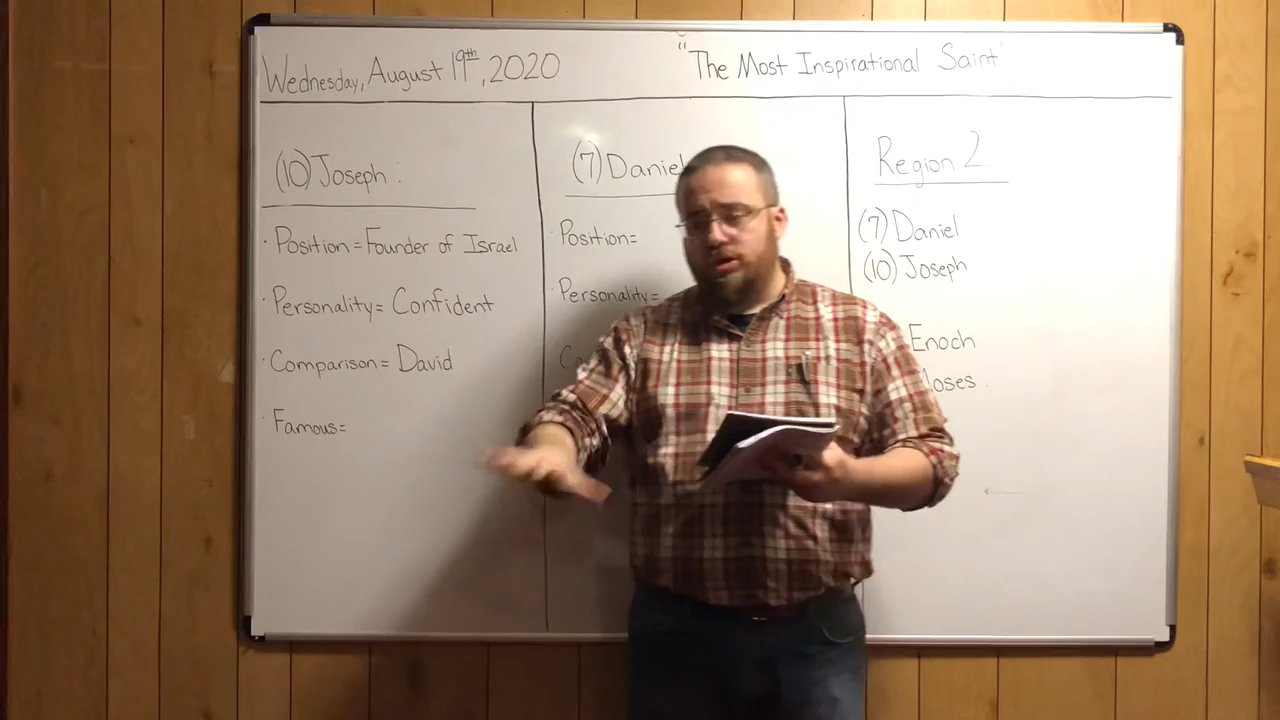 Wednesday, August 19th, 2020
"The Most Inspirational Saint"
(10) Joseph:
· Position = Founder of Israel
· Personality = Confident
· Comparison = David
· Famous=
(7) Daniel
· Position=
· Personality=
Region 2
(7) Daniel
(10) Joseph
Enoch